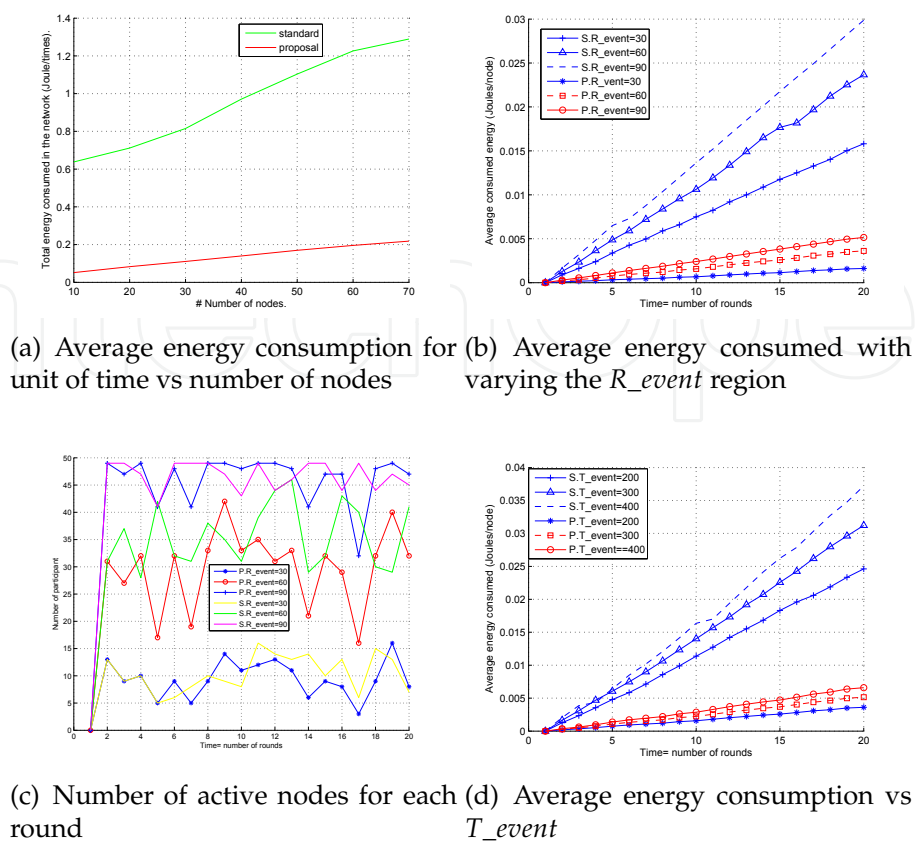 1.4
1.2
1
0.8
0.6
0.4
0.2
0
10 20 30 40 50 60 70
Total energy consumed in the network (Joule/times).
# Number of nodes.
standard
proposal
(a) Average energy consumption for
unit of time vs number of nodes
0.03
0.025
0.02
0.015
0.01
0.005
0
0 5 10 15 20
Average consumed energy (Joules/node)
Time= number of rounds
S.R_event=30
S.R_event=60
S.R_event=90
P.R_vent=30
P.R_event=60
P.R_event=90
(b) Average energy consumed with
varying the R_event region
50
45
40
35
30
25
20
15
10
5
0
0 2 4 6 8 10 12 14 16 18 20
Number of participant
Time= number of rounds
P.R_event=30
P.R_event=60
P.R_event=90
S.R_event=30
S.R_event=60
S.R_event=90
(c) Number of active nodes for each
round
0.04
0.035
0.03
0.025
0.02
0.015
0.01
0.005
0
0 5 10 15 20
Average energy consumed (Joules/node)
Time= number of rounds
S.T_event=200
S.T_event=300
S.T_event=400
P.T_event=200
P.T_event=300
P.T_event==400
(d) Average energy consumption vs
T_event